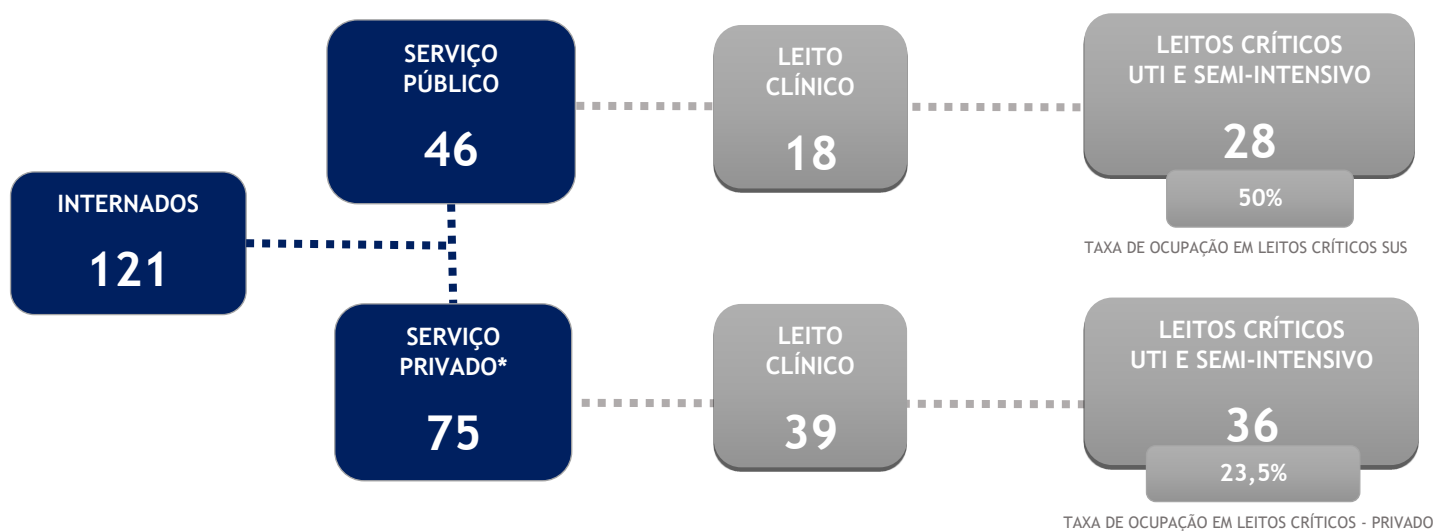 INTERNADOS
121
SERVIÇO
PÚBLICO
46
LEITO
CLÍNICO
18
LEITOS CRÍTICOS
UTI E SEMI-INTENSIVO
28
50%
TAXA DE OCUPAÇÃO EM LEITOS CRÍTICOS SUS
SERVIÇO
PRIVADO*
75
LEITO
CLÍNICO
39
LEITOS CRÍTICOS
UTI E SEMI-INTENSIVO
36
23,5%
TAXA DE OCUPAÇÃO EM LEITOS CRÍTICOS - PRIVADO